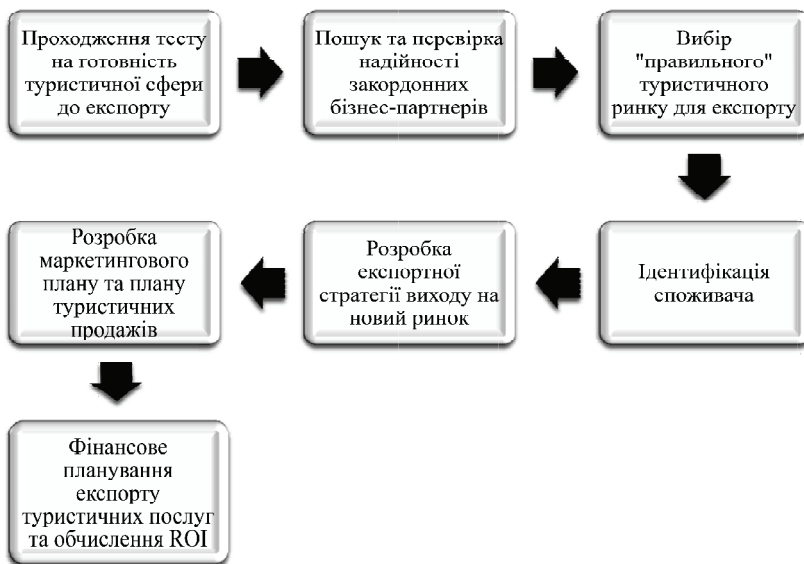 Проходження тесту
на готовність
туристичної сфери
до експорту
Пошук та перевірка
надійності
закордонних
бізнес-партнерів
Вибір
"правильного"
туристичного
ринку для експорту
Ідентифікація
споживача
Розробка
експортної
стратегії виходу на
новий ринок
Розробка
маркетингового
плану та плану
туристичних
продажів
Фінансове
планування
експорту
туристичних послуг
та обчислення ROI